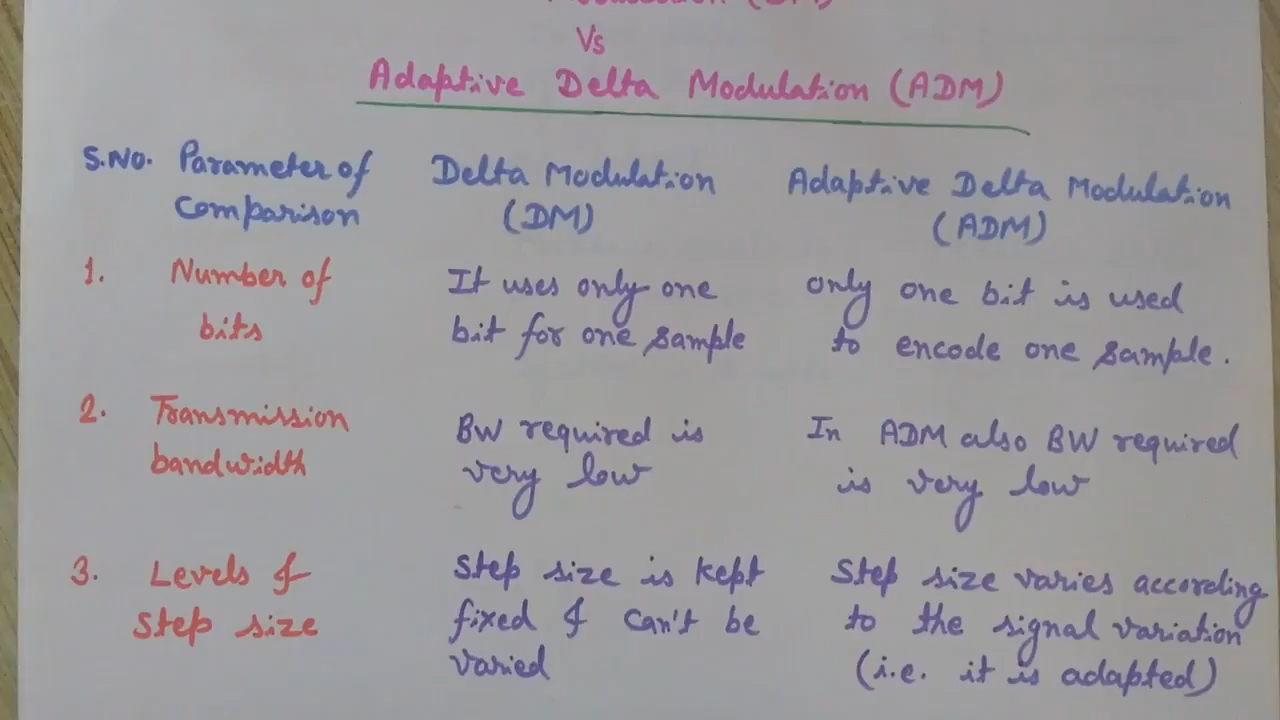 Modulation (DM)
Vs
Adaptive Delta Modulation (ADM)
S.No. Parameter of comparison
Delta Modulation (DM)
Adaptive Delta Modulation (ADM)
1. Number of bits
It uses only one
bit for one sample
only one bit is used
to encode one sample.
2. Transmission bandwidth
BW required is
very low
In ADM also BW required
is very low
3. Levels & Step size
Step size is kept
fixed & can't be
varied
Step size varies according
to the signal variation
(i.e. it is adapted)